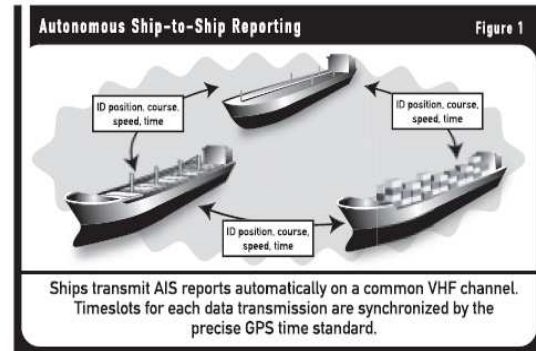 Autonomous Ship-to-Ship Reporting
Figure 1
ID position, course,
speed, time
ID position, course,
speed, time
ID position, course,
speed, time
Ships transmit AIS reports automatically on a common VHF channel.
Timeslots for each data transmission are synchronized by the
precise GPS time standard.